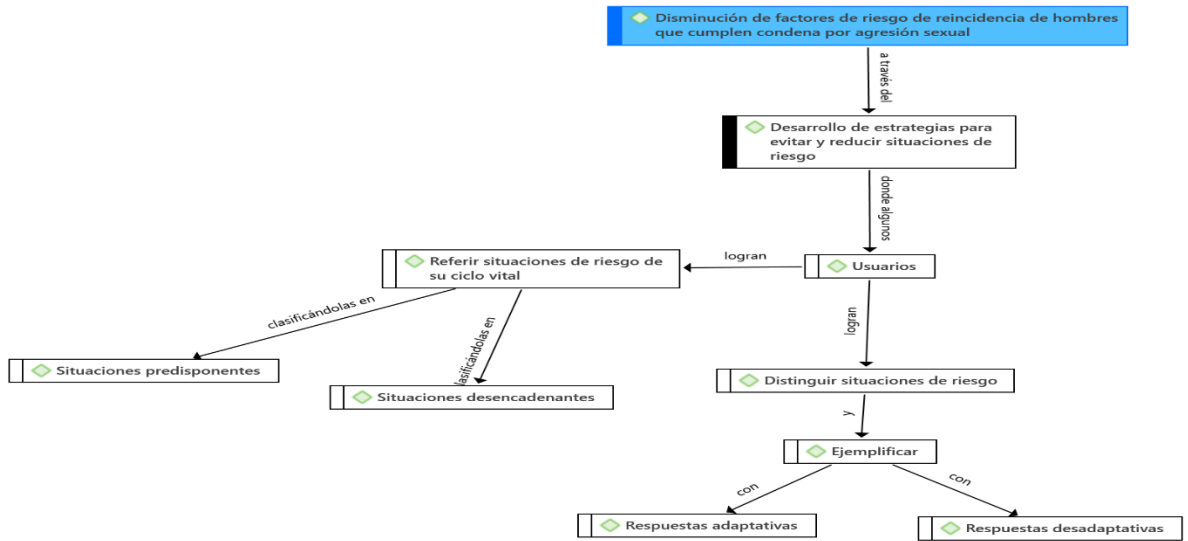 Disminución de factores de riesgo de reincidencia de hombres
que cumplen condena por agresión sexual
a través del
Desarrollo de estrategias para
evitar y reducir situaciones de
riesgo
donde algunos
Usuarios
logran
Referir situaciones de riesgo de
su ciclo vital
clasificándolas en
Situaciones predisponentes
lasificándolas en
Situaciones desencadenantes
logran
Distinguir situaciones de riesgo
y
Ejemplificar
con
Respuestas adaptativas
con
Respuestas desadaptativas